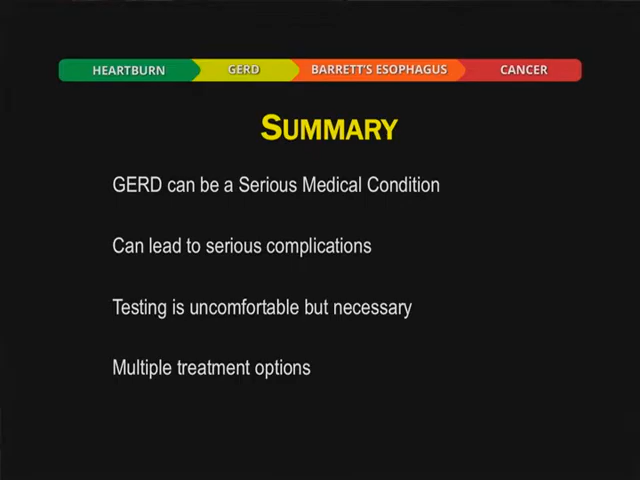 HEARTBURN GERD BARRETT'S ESOPHAGUS CANCER
SUMMARY
GERD can be a Serious Medical Condition
Can lead to serious complications
Testing is uncomfortable but necessary
Multiple treatment options